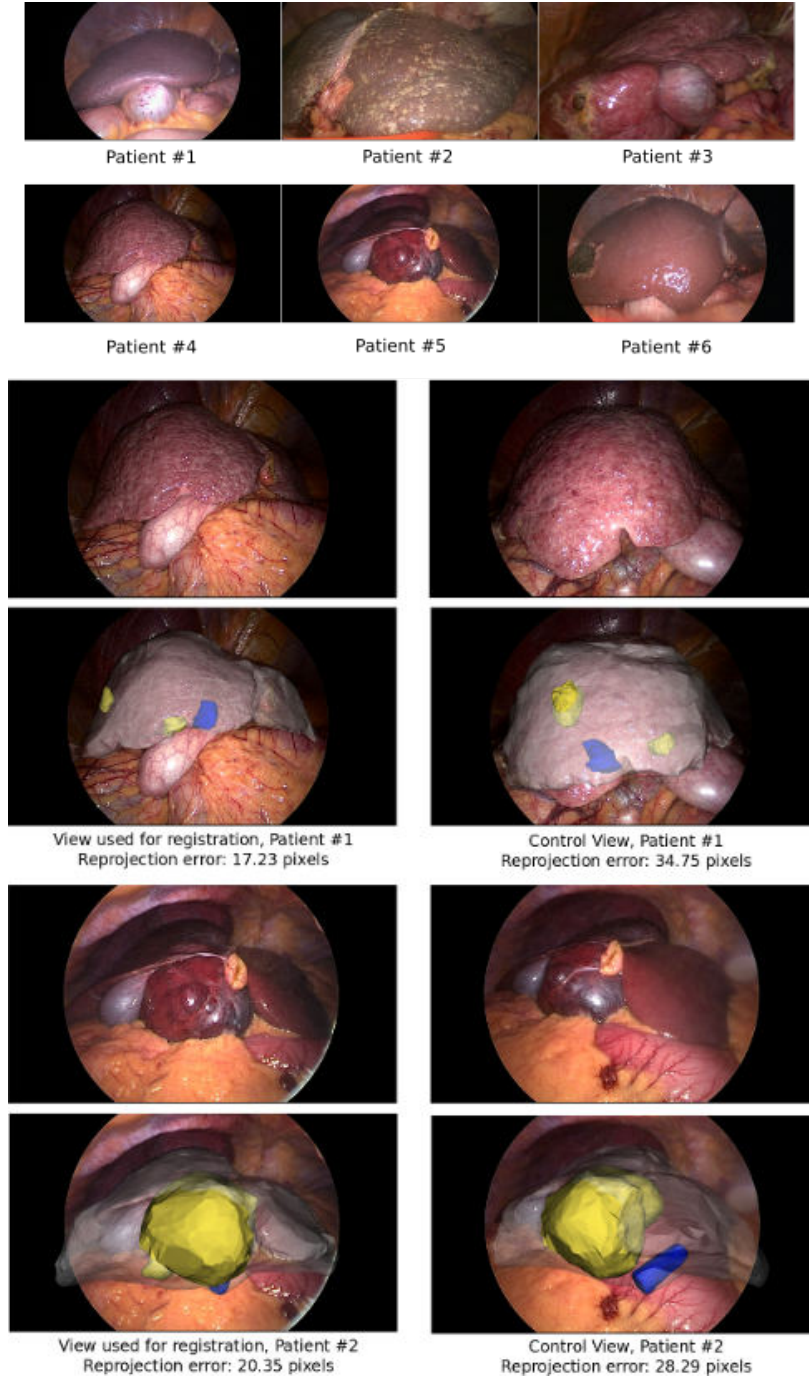 Patient #1
Patient #2
Patient #3
Patient #4
Patient #5
Patient #6
View used for registration, Patient #1
Reprojection error: 17.23 pixels
Control View, Patient #1
Reprojection error: 34.75 pixels
View used for registration, Patient #2
Reprojection error: 20.35 pixels
Control View, Patient #2
Reprojection error: 28.29 pixels